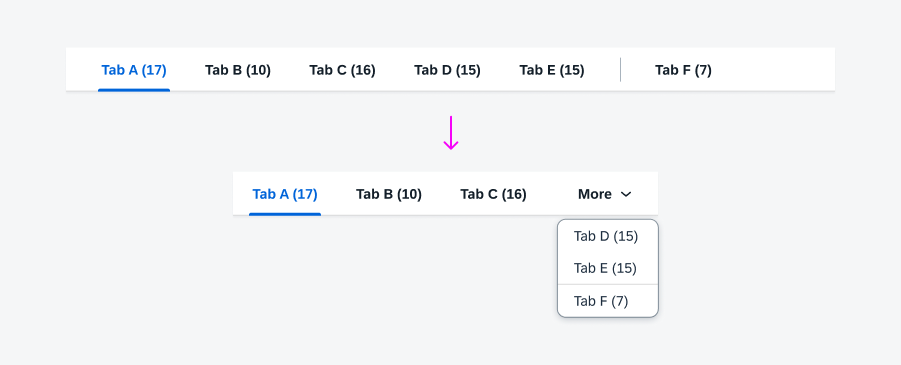 Tab A (17) Tab B (10) Tab C (16) Tab D (15) Tab E (15) Tab F (7)
Tab A (17) Tab B (10) Tab C (16) More
Tab D (15)
Tab E (15)
Tab F (7)